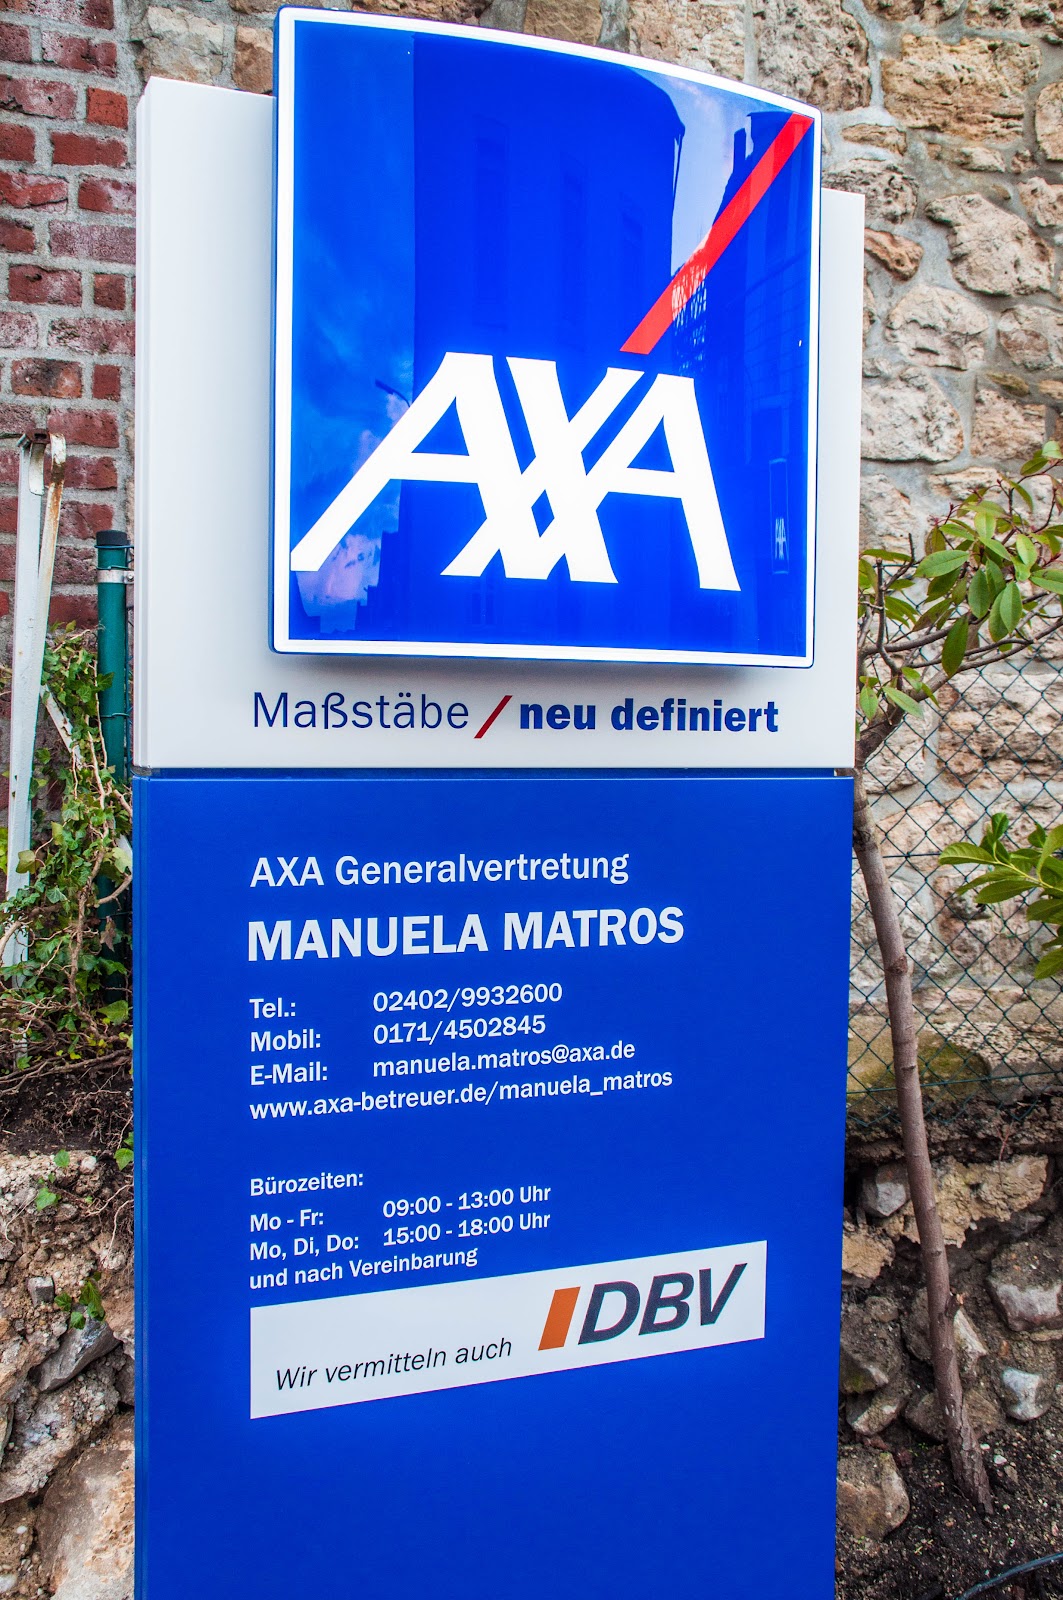 AXA
Maßstäbe / neu definiert
AXA Generalvertretung
MANUELA MATROS
Tel.: 02402/9932600
Mobil: 0171/4502845
E-Mail: manuela.matros@axa.de
www.axa-betreuer.de/manuela_matros
Bürozeiten:
Mo - Fr: 09:00 - 13:00 Uhr
Mo, Di, Do: 15:00 - 18:00 Uhr
und nach Vereinbarung
Wir vermitteln auch DBV